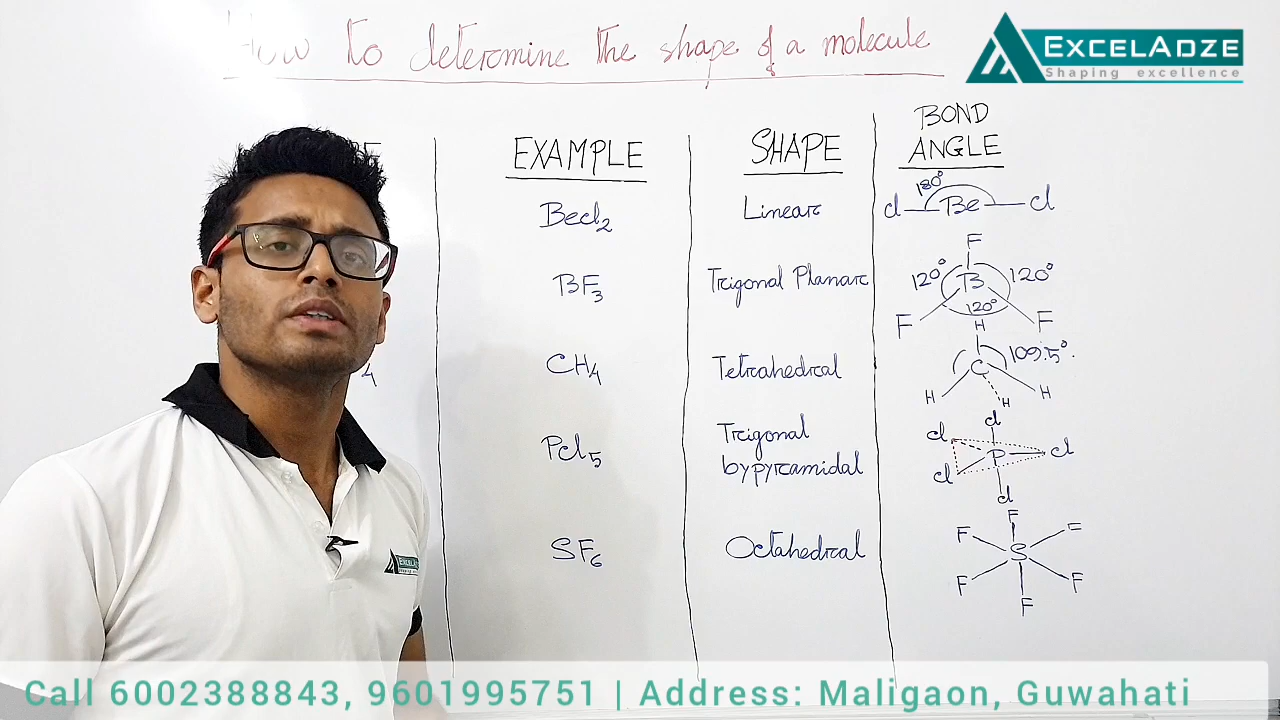 How to determine the shape of a molecule
EXCELADZE
Shaping excellence
EXAMPLE
SHAPE
BOND
ANGLE
BeCl2
Linear
180°
Cl Be Cl
BF3
Trigonal Planar
F
120° B 120°
120°
F F
CH4
Tetrahedral
H
C 109.5°
H H H
4
PCl5
Trigonal
bypyramidal
Cl
Cl P Cl
Cl
Cl
SF6
Octahedral
F
F F
S
F F
F
EXCELADZE
Call 6002388843, 9601995751 | Address: Maligaon, Guwahati